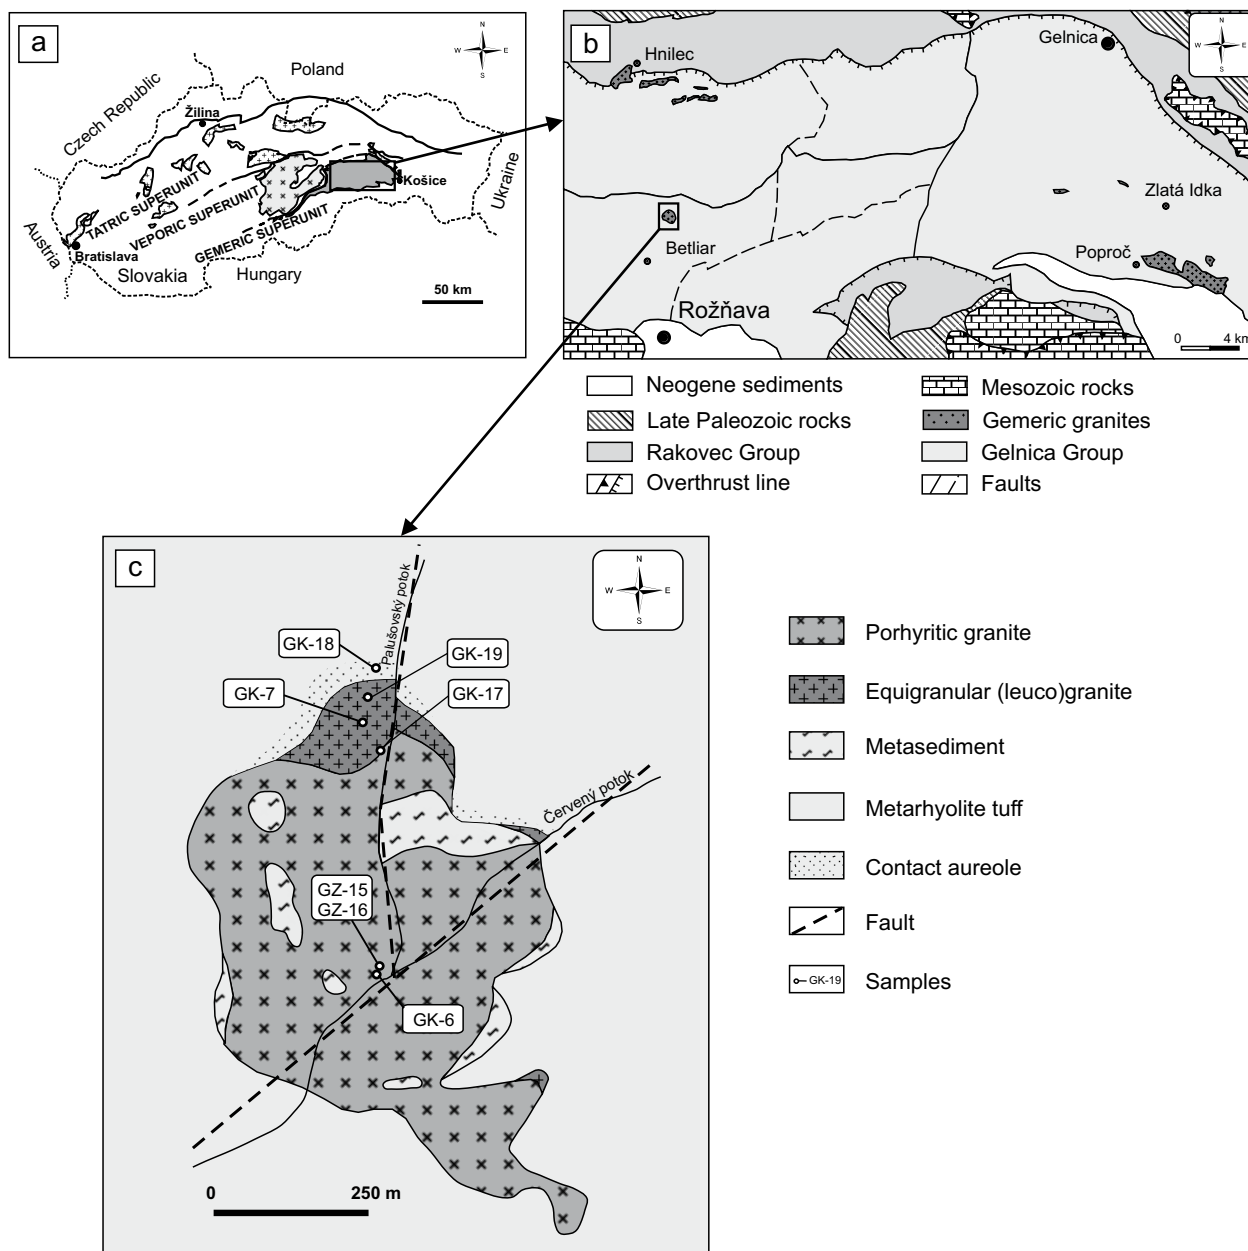 a
N
W E
S
Poland
Czech Republic
Žilina
Košice
Ukraine
TATRIC SUPERUNIT
VEPORIC SUPERUNIT
GEMERIC SUPERUNIT
Austria
Bratislava
Slovakia
Hungary
50 km
b
Hnilec
Gelnica
N
W E
S
Zlatá Idka
Betliar
Poproč
Rožňava
0 4 km
Neogene sediments
Late Paleozoic rocks
Rakovec Group
Overthrust line
Mesozoic rocks
Gemeric granites
Gelnica Group
Faults
c
Palušovský potok
N
W E
S
GK-18
GK-19
GK-7
GK-17
Červený potok
GZ-15
GZ-16
GK-6
0 250 m
Porhyritic granite
Equigranular (leuco)granite
Metasediment
Metarhyolite tuff
Contact aureole
Fault
GK-19 Samples